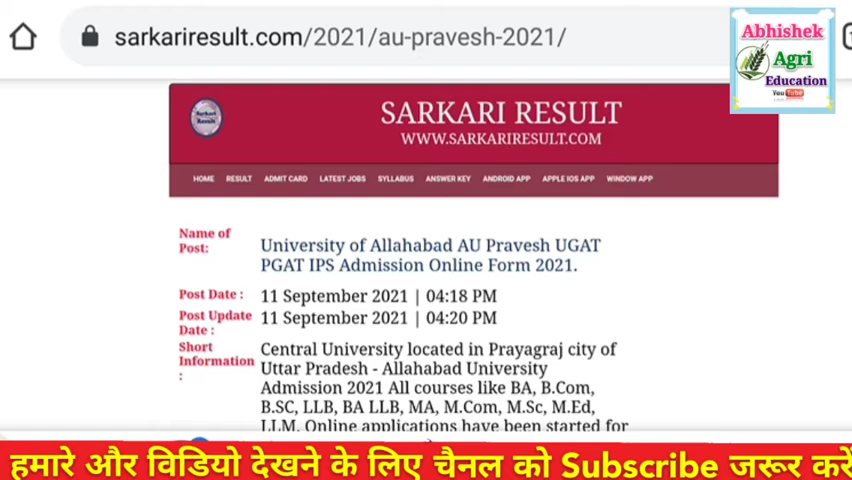 sarkariresult.com/2021/au-pravesh-2021/
Abhishek
Agri
Education
You Tube
Sarkari
Result
SARKARI RESULT
WWW.SARKARIRESULT.COM
HOME RESULT ADMIT CARD LATEST JOBS SYLLABUS ANSWER KEY ANDROID APP APPLE IOS APP WINDOW APP
Name of
Post:
University of Allahabad AU Pravesh UGAT
PGAT IPS Admission Online Form 2021.
Post Date : 11 September 2021 | 04:18 PM
Post Update
Date :
11 September 2021 | 04:20 PM
Short
Information
:
Central University located in Prayagraj city of
Uttar Pradesh - Allahabad University
Admission 2021 All courses like BA, B.Com,
B.SC, LLB, BA LLB, MA, M.Com, M.Sc, M.Ed,
LLM. Online applications have been started for
हमारे और विडियो देखने के लिए चैनल को Subscribe जरूर करें